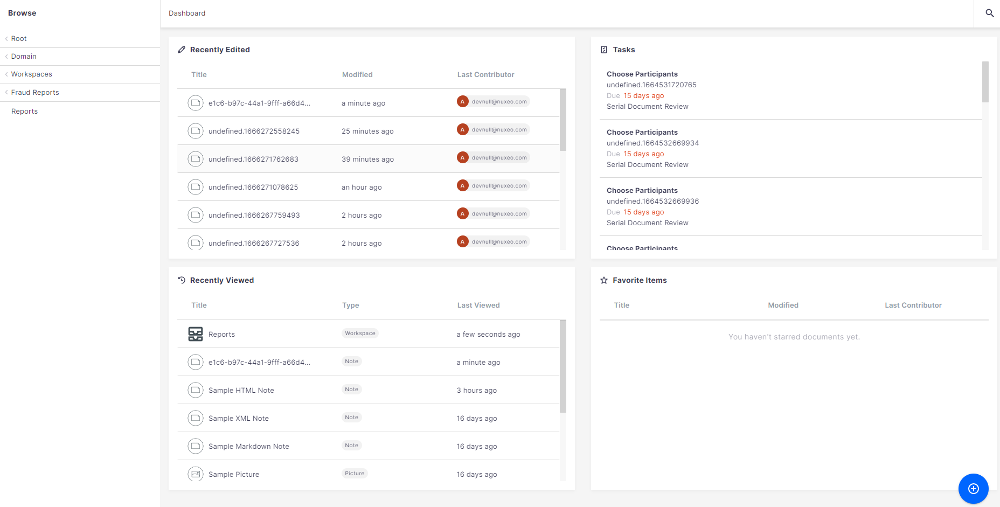 Browse
Root
Domain
Workspaces
Fraud Reports
Reports
Dashboard
Recently Edited
Title Modified Last Contributor
e1c6-b97c-44a1-9fff-a66d4... a minute ago A devnull@nuxeo.com
undefined.1666272558245 25 minutes ago A devnull@nuxeo.com
undefined.1666271762683 39 minutes ago A devnull@nuxeo.com
undefined.1666271078625 an hour ago A devnull@nuxeo.com
undefined.1666267759493 2 hours ago A devnull@nuxeo.com
undefined.1666267727536 2 hours ago A devnull@nuxeo.com
Tasks
Choose Participants
undefined.1664531720765
Due 15 days ago
Serial Document Review
Choose Participants
undefined.1664532669934
Due 15 days ago
Serial Document Review
Choose Participants
undefined.1664532669936
Due 15 days ago
Serial Document Review
Choose Participants
Recently Viewed
Title Type Last Viewed
Reports Workspace a few seconds ago
e1c6-b97c-44a1-9fff-a66d4... Note a minute ago
Sample HTML Note Note 3 hours ago
Sample XML Note Note 16 days ago
Sample Markdown Note Note 16 days ago
Sample Picture Picture 16 days ago
Favorite Items
Title Modified Last Contributor
You haven't starred documents yet.